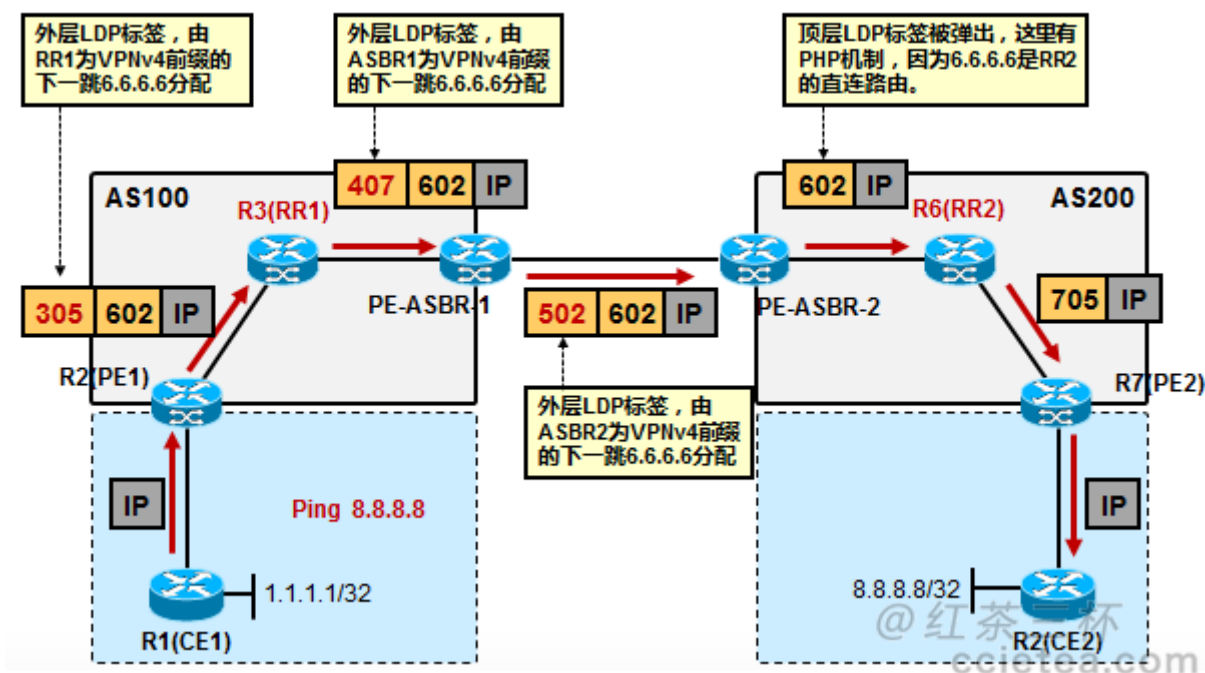 外层LDP标签，由
RR1为VPNv4前缀的
下一跳6.6.6.6分配
外层LDP标签，由
ASBR1为VPNv4前缀
的下一跳6.6.6.6分配
顶层LDP标签被弹出，这里有
PHP机制，因为6.6.6.6是RR2
的直连路由。
AS100
407 602 IP
602 IP
AS200
R3(RR1)
R6(RR2)
305 602 IP
PE-ASBR-1
502 602 IP
PE-ASBR-2
705 IP
R2(PE1)
R7(PE2)
外层LDP标签，由
ASBR2为VPNv4前缀
的下一跳6.6.6.6分配
IP
Ping 8.8.8.8
IP
1.1.1.1/32
8.8.8.8/32
R1(CE1)
R2(CE2)
@红茶三杯
ccietea.com